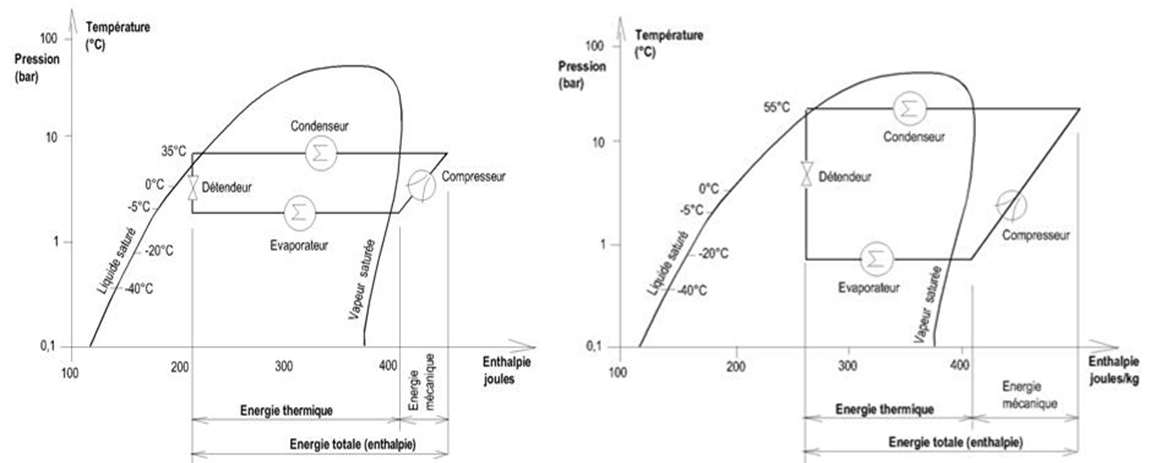 100
Température
(°C)
Pression
(bar)
Condenseur
10
35°C
Compresseur
0°C
Détendeur
-5°C
Evaporateur
1
-20°C
Liquide saturé
-40°C
Vapeur saturée
0,1
100
200
300
400
Enthalpie
joules
Energie
mécanique
Energie thermique
Energie totale (enthalpie)
100
Température
(°C)
Pression
(bar)
55°C
Condenseur
10
Détendeur
0°C
-5°C
Compresseur
1
-20°C
Evaporateur
Liquide saturé
-40°C
Vapeur saturée
0,1
100
200
300
400
Enthalpie
joules/kg
Energie
mécanique
Energie thermique
Energie totale (enthalpie)